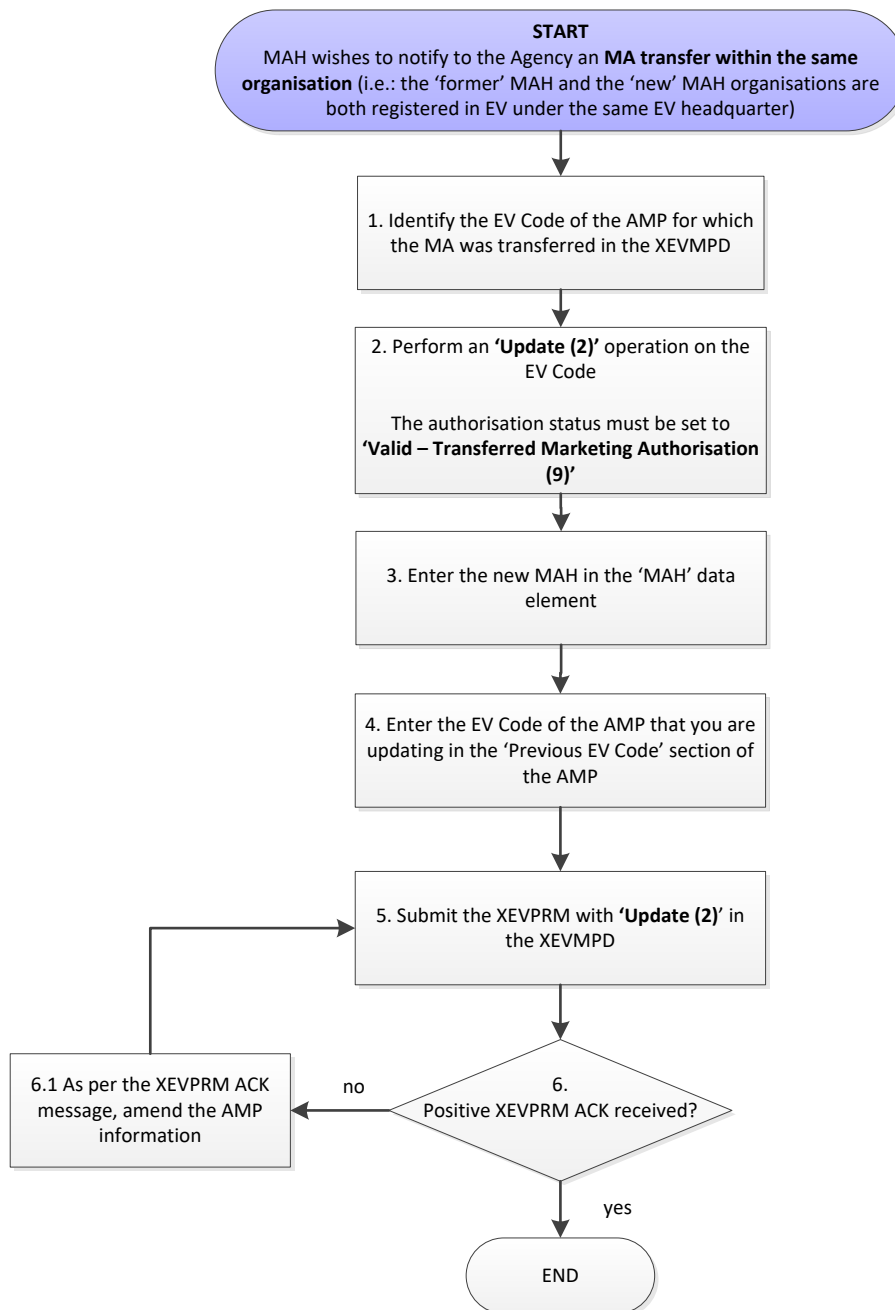 START
MAH wishes to notify to the Agency an MA transfer within the same
organisation (i.e.: the ‘former’ MAH and the ‘new’ MAH organisations are
both registered in EV under the same EV headquarter)
1. Identify the EV Code of the AMP for which
the MA was transferred in the XEVMPD
2. Perform an ‘Update (2)’ operation on the
EV Code
The authorisation status must be set to
‘Valid – Transferred Marketing Authorisation
(9)’
3. Enter the new MAH in the ‘MAH’ data
element
4. Enter the EV Code of the AMP that you are
updating in the ‘Previous EV Code’ section of
the AMP
5. Submit the XEVPRM with ‘Update (2)’ in
the XEVMPD
6.
Positive XEVPRM ACK received?
no
6.1 As per the XEVPRM ACK
message, amend the AMP
information
yes
END